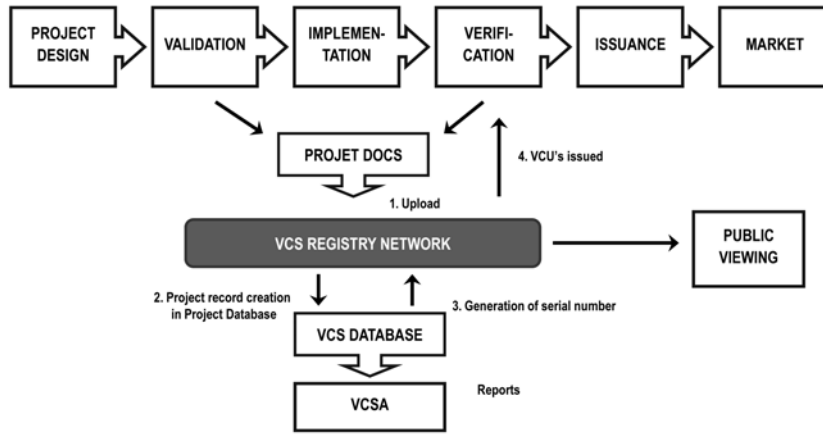 PROJECT
DESIGN
VALIDATION
IMPLEMEN-
TATION
VERIFI-
CATION
ISSUANCE
MARKET
PROJET DOCS
4. VCU's issued
1. Upload
VCS REGISTRY NETWORK
PUBLIC
VIEWING
2. Project record creation
in Project Database
3. Generation of serial number
VCS DATABASE
VCSA
Reports